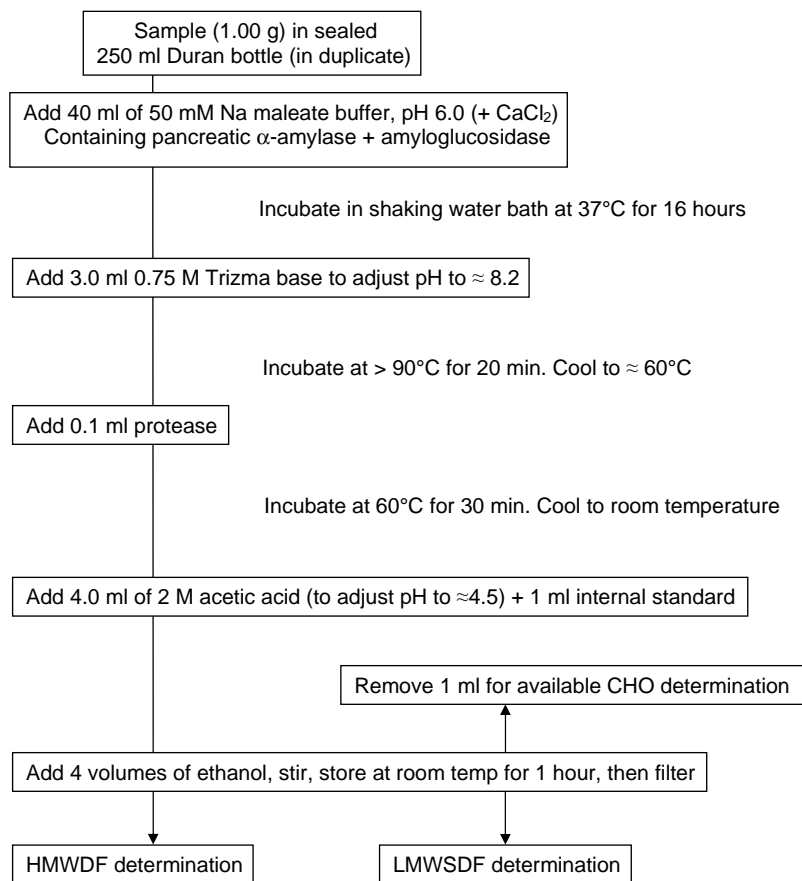 Sample (1.00 g) in sealed
250 ml Duran bottle (in duplicate)
Add 40 ml of 50 mM Na maleate buffer, pH 6.0 (+ CaCl₂)
Containing pancreatic α-amylase + amyloglucosidase
Incubate in shaking water bath at 37°C for 16 hours
Add 3.0 ml 0.75 M Trizma base to adjust pH to ≈ 8.2
Incubate at > 90°C for 20 min. Cool to ≈ 60°C
Add 0.1 ml protease
Incubate at 60°C for 30 min. Cool to room temperature
Add 4.0 ml of 2 M acetic acid (to adjust pH to ≈4.5) + 1 ml internal standard
Remove 1 ml for available CHO determination
Add 4 volumes of ethanol, stir, store at room temp for 1 hour, then filter
HMWDF determination
LMWSDF determination